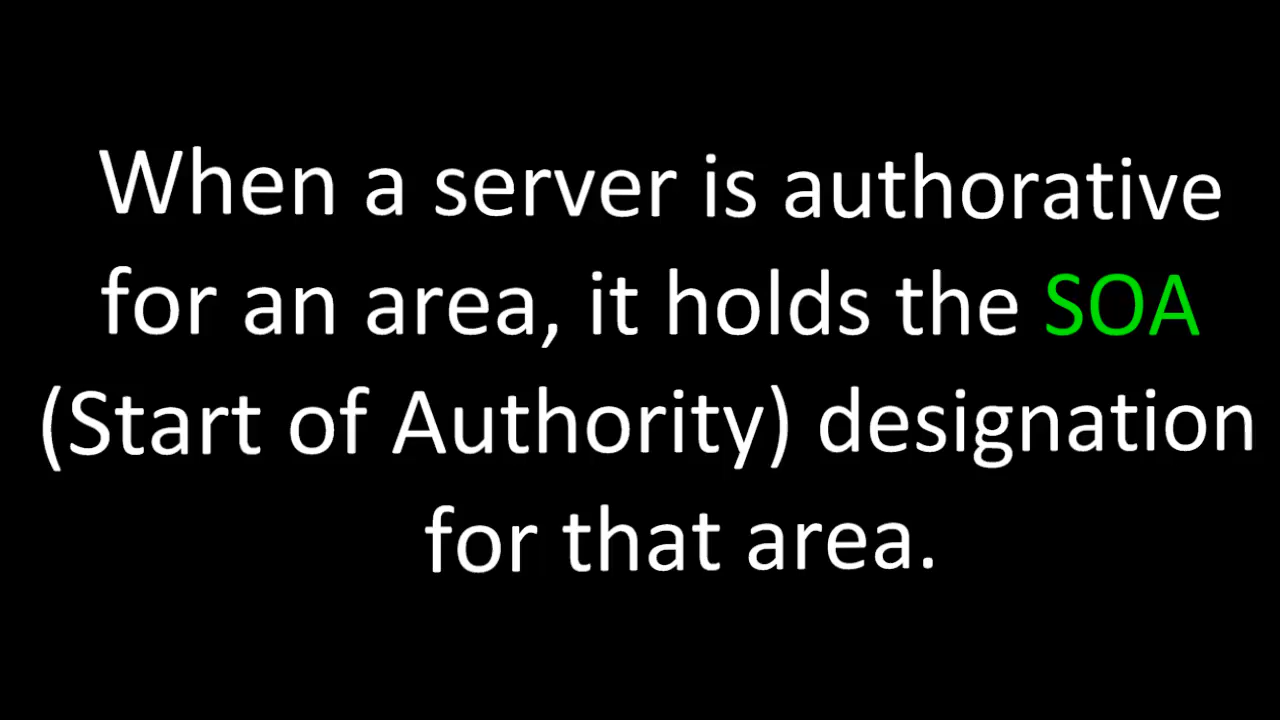 When a server is authorative
for an area, it holds the SOA
(Start of Authority) designation
for that area.